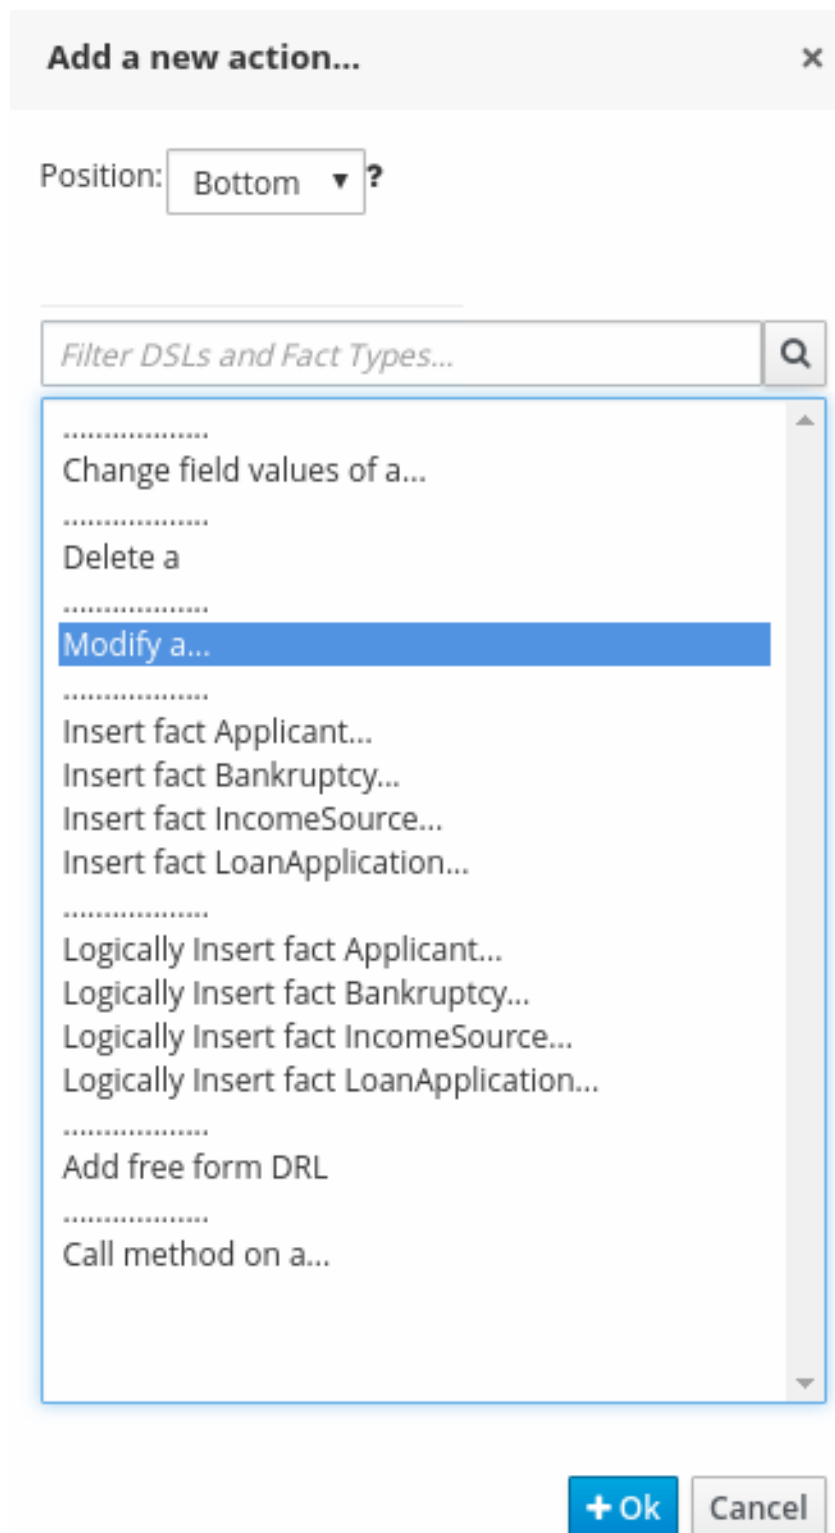 Add a new action... ×
Position: Bottom ▼ ?
Filter DSLs and Fact Types...
..................
Change field values of a...
..................
Delete a
..................
Modify a...
..................
Insert fact Applicant...
Insert fact Bankruptcy...
Insert fact IncomeSource...
Insert fact LoanApplication...
..................
Logically Insert fact Applicant...
Logically Insert fact Bankruptcy...
Logically Insert fact IncomeSource...
Logically Insert fact LoanApplication...
..................
Add free form DRL
..................
Call method on a...
+ Ok Cancel